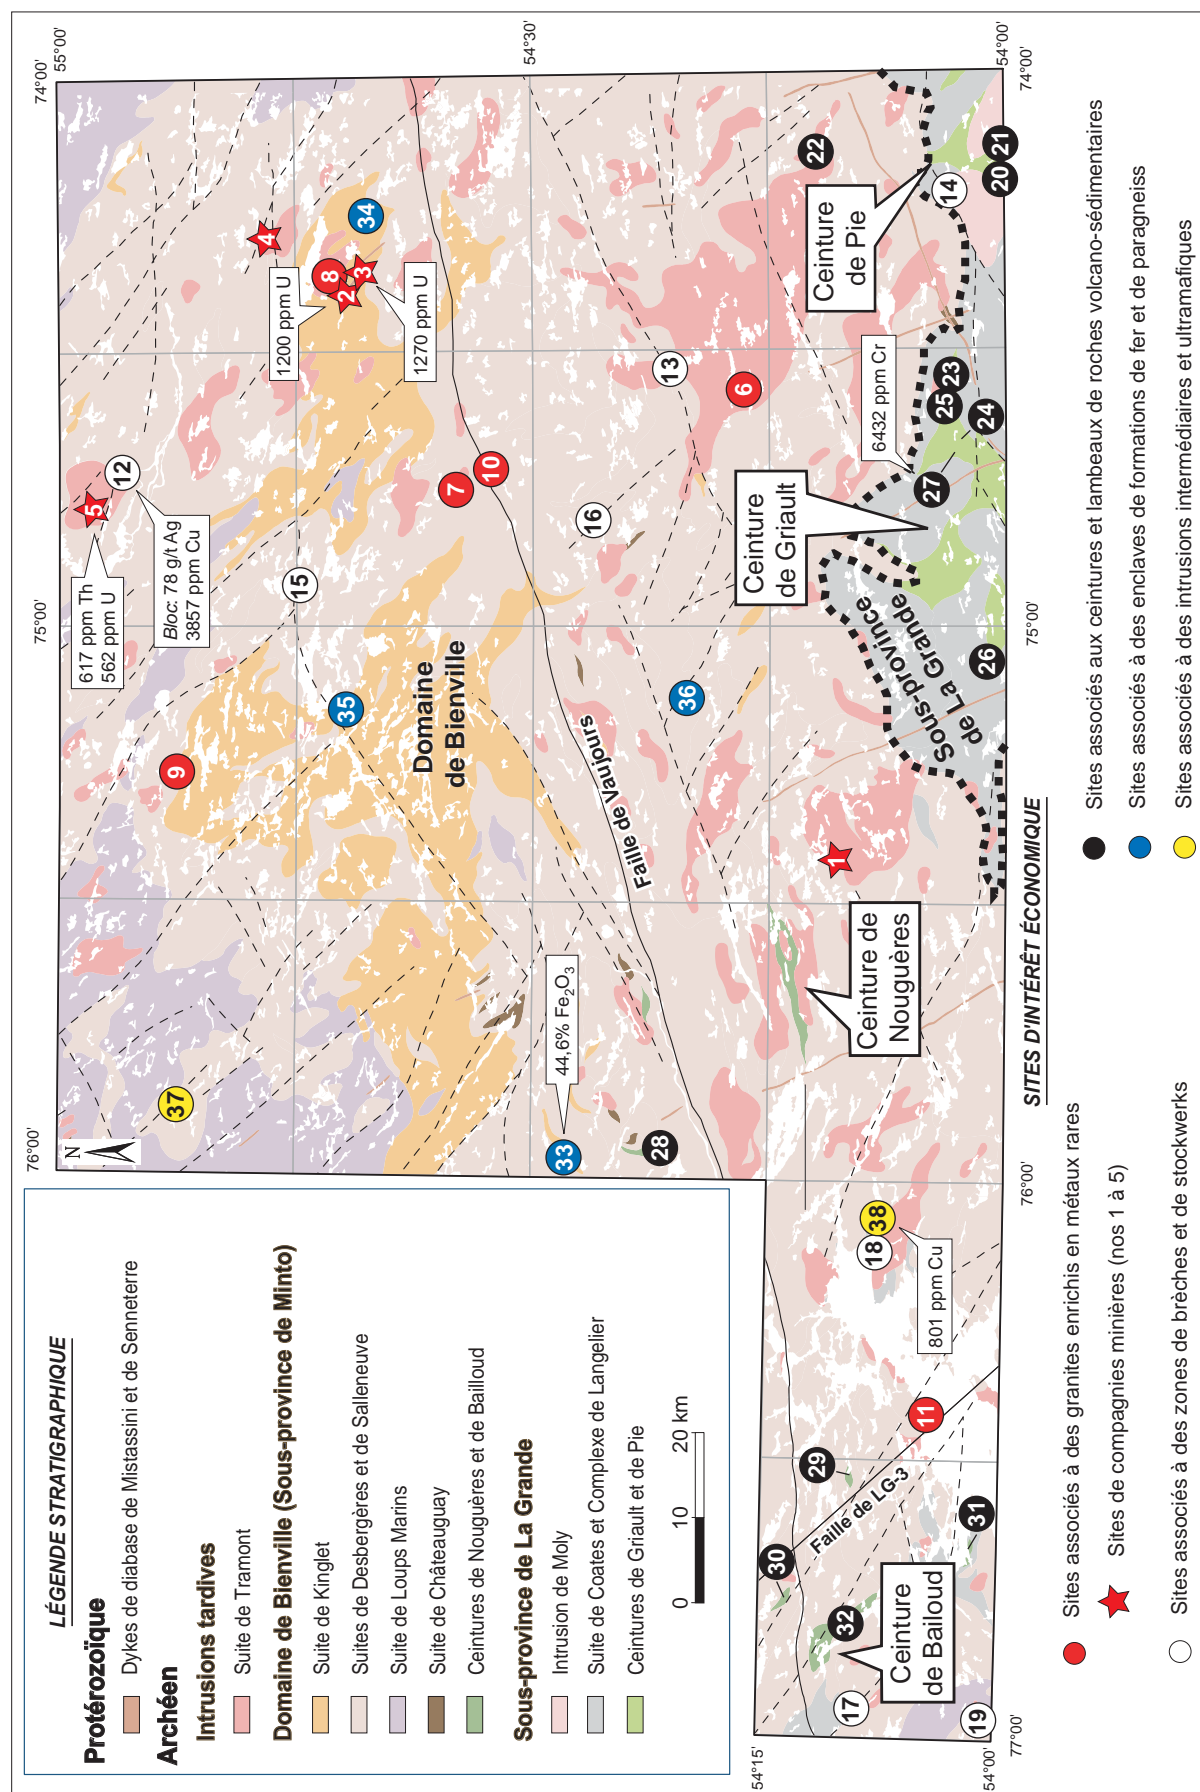 LÉGENDE STRATIGRAPHIQUE
Protérozoïque
Dykes de diabase de Mistassini et de Senneterre
Archéen
Intrusions tardives
Suite de Tramont
Domaine de Bienville (Sous-province de Minto)
Suite de Kinglet
Suites de Desbergères et de Salleneuve
Suite de Loups Marins
Suite de Châteauguay
Ceintures de Nouguères et de Bailloud
Sous-province de La Grande
Intrusion de Moly
Suite de Coates et Complexe de Langelier
Ceintures de Griault et de Pie
0
10
20 km
N
76°00'
75°00'
74°00'
55°00'
54°30'
54°00'
74°00'
75°00'
76°00'
77°00'
54°15'
54°00'
37
9
5
12
617 ppm Th
562 ppm U
Bloc: 78 g/t Ag
3857 ppm Cu
4
15
35
8
2
3
34
1200 ppm U
1270 ppm U
Domaine
de Bienville
7
10
Faille de Vaujours
33
44,6% Fe2O3
28
16
13
36
6
22
1
Ceinture de
Nouguères
Ceinture
de Griault
Ceinture
de Pie
Sous-province
de La Grande
6432 ppm Cr
14
20
21
23
25
24
27
26
18
38
801 ppm Cu
11
29
30
Faille de LG-3
31
32
17
19
Ceinture
de Bailoud
SITES D'INTÉRÊT ÉCONOMIQUE
Sites associés à des granites enrichis en métaux rares
Sites de compagnies minières (nos 1 à 5)
Sites associés à des zones de brèches et de stockwerks
Sites associés aux ceintures et lambeaux de roches volcano-sédimentaires
Sites associés à des enclaves de formations de fer et de paragneiss
Sites associés à des intrusions intermédiaires et ultramafiques